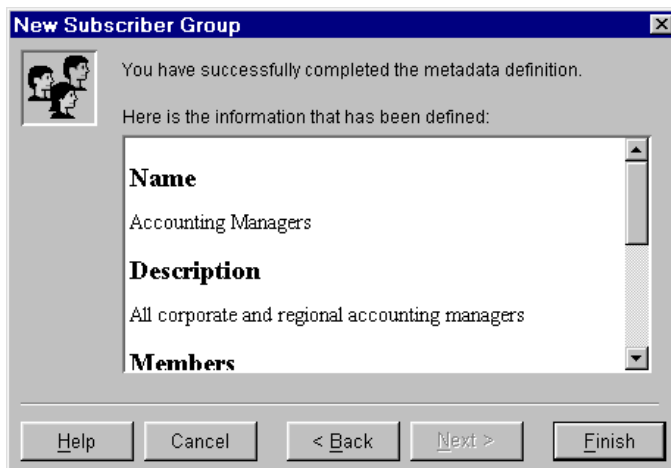 New Subscriber Group
You have successfully completed the metadata definition.
Here is the information that has been defined:
Name
Accounting Managers
Description
All corporate and regional accounting managers
Members
Help
Cancel
< Back
Next >
Finish